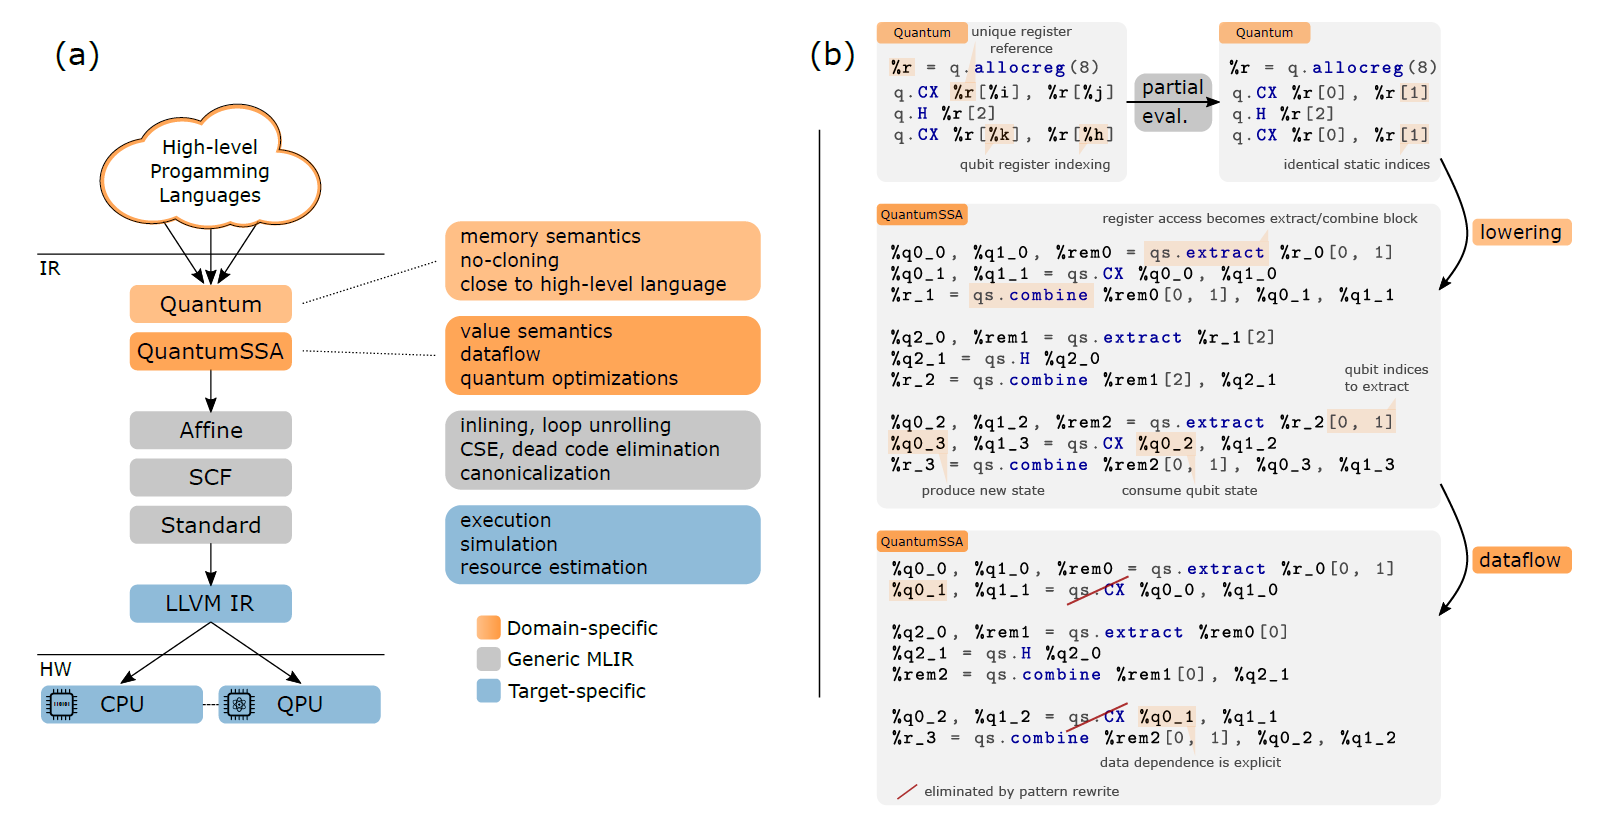 (a)
High-level
Progamming
Languages
IR
Quantum
QuantumSSA
Affine
SCF
Standard
LLVM IR
HW
CPU
QPU
memory semantics
no-cloning
close to high-level language
value semantics
dataflow
quantum optimizations
inlining, loop unrolling
CSE, dead code elimination
canonicalization
execution
simulation
resource estimation
Domain-specific
Generic MLIR
Target-specific
(b)
Quantum
unique register
reference
%r = q.allocreg(8)
q.CX %r[%i], %r[%j]
q.H %r[2]
q.CX %r[%k], %r[%h]
qubit register indexing
partial
eval.
Quantum
%r = q.allocreg(8)
q.CX %r[0], %r[1]
q.H %r[2]
q.CX %r[0], %r[1]
identical static indices
lowering
QuantumSSA
register access becomes extract/combine block
%q0_0, %q1_0, %rem0 = qs.extract %r_0[0, 1]
%q0_1, %q1_1 = qs.CX %q0_0, %q1_0
%r_1 = qs.combine %rem0[0, 1], %q0_1, %q1_1
%q2_0, %rem1 = qs.extract %r_1[2]
%q2_1 = qs.H %q2_0
%r_2 = qs.combine %rem1[2], %q2_1
qubit indices
to extract
%q0_2, %q1_2, %rem2 = qs.extract %r_2[0, 1]
%q0_3, %q1_3 = qs.CX %q0_2, %q1_2
%r_3 = qs.combine %rem2[0, 1], %q0_3, %q1_3
produce new state
consume qubit state
dataflow
QuantumSSA
%q0_0, %q1_0, %rem0 = qs.extract %r_0[0, 1]
%q0_1, %q1_1 = qs.CX %q0_0, %q1_0
%q2_0, %rem1 = qs.extract %rem0[0]
%q2_1 = qs.H %q2_0
%rem2 = qs.combine %rem1[0], %q2_1
%q0_2, %q1_2 = qs.CX %q0_1, %q1_1
%r_3 = qs.combine %rem2[0, 1], %q0_2, %q1_2
data dependence is explicit
eliminated by pattern rewrite